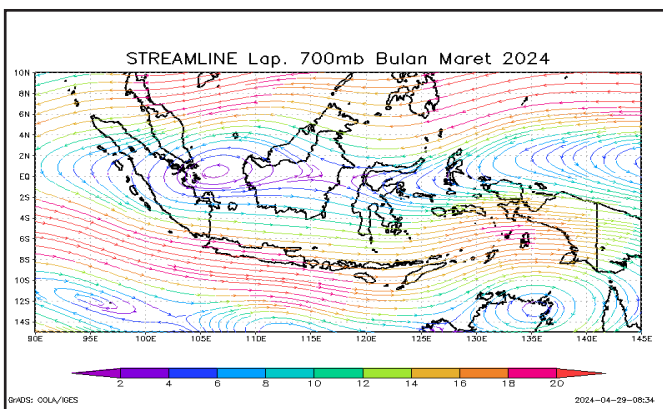 STREAMLINE Lap. 700mb Bulan Maret 2024
10N
8N
6N
4N
2N
EQ
2S
4S
6S
8S
10S
12S
14S
90E 95E 100E 105E 110E 115E 120E 125E 130E 135E 140E 145E
2 4 6 8 10 12 14 16 18 20
GrADS: COLA/IGES 2024-04-29-08:34